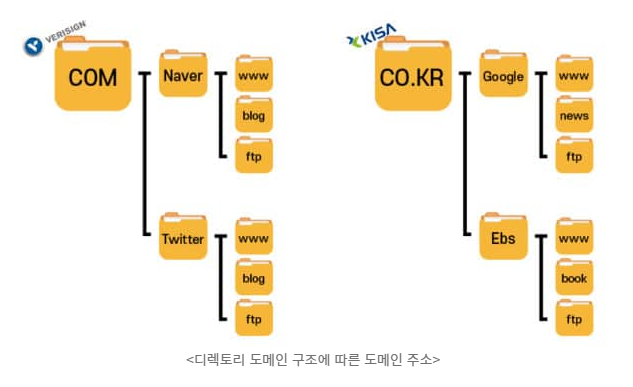 VERISIGN
COM
Naver
www
blog
ftp
Twitter
www
blog
ftp
KISA
CO.KR
Google
www
news
ftp
Ebs
www
book
ftp
<디렉토리 도메인 구조에 따른 도메인 주소>